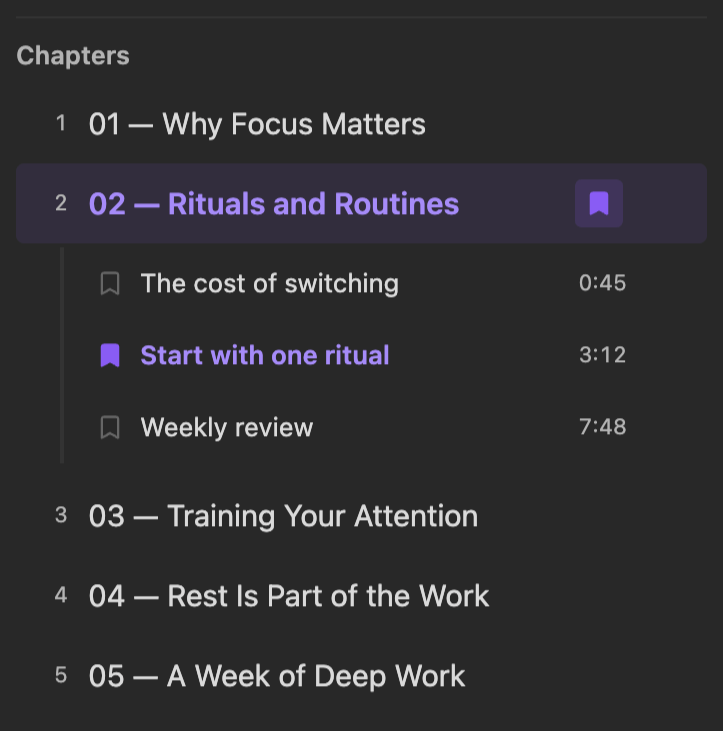 Chapters
1 01 — Why Focus Matters
2 02 — Rituals and Routines
The cost of switching 0:45
Start with one ritual 3:12
Weekly review 7:48
3 03 — Training Your Attention
4 04 — Rest Is Part of the Work
5 05 — A Week of Deep Work